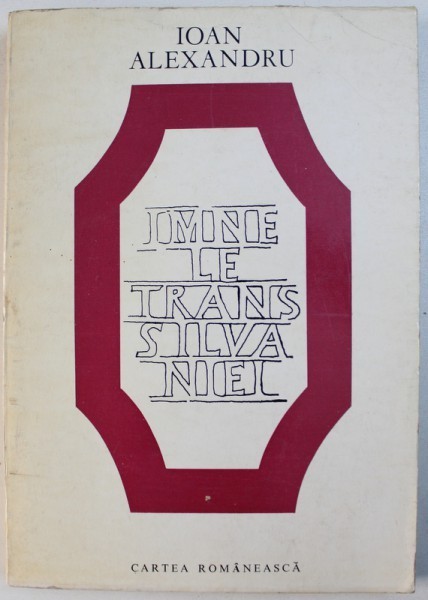 IOAN
ALEXANDRU
IMNE
LE
TRANS
SILVA
NIEI
CARTEA ROMÂNEASCĂ